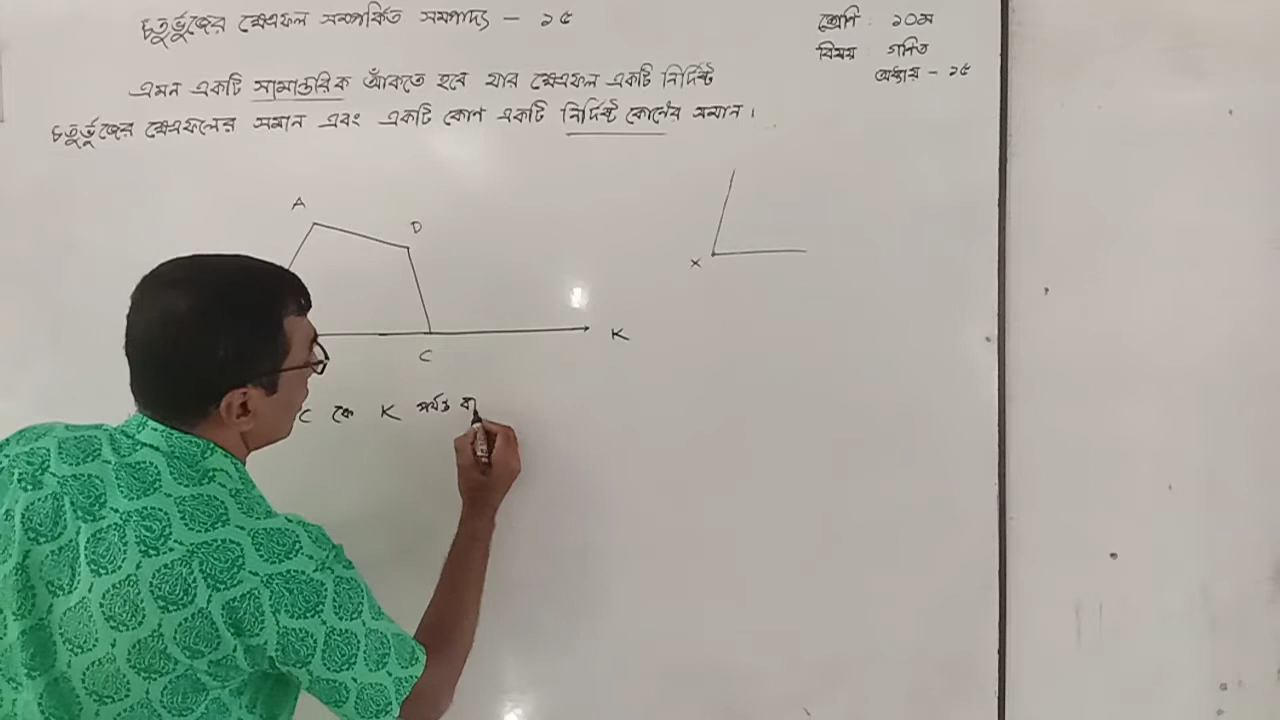 চতুর্ভুজের ক্ষেত্রফল সম্পর্কিত সম্পাদ্য - ১৫
শ্রেণি : ১০ম
বিষয় : গনিত
অধ্যায় - ১৫
এমন একটি সামান্তরিক আঁকতে হবে যার ক্ষেত্রফল একটি নির্দিষ্ট
চতুর্ভুজের ক্ষেত্রফলের সমান এবং একটি কোণ একটি নির্দিষ্ট কোণের সমান ।
A
D
X
K
C
C কে K পর্যন্ত বা